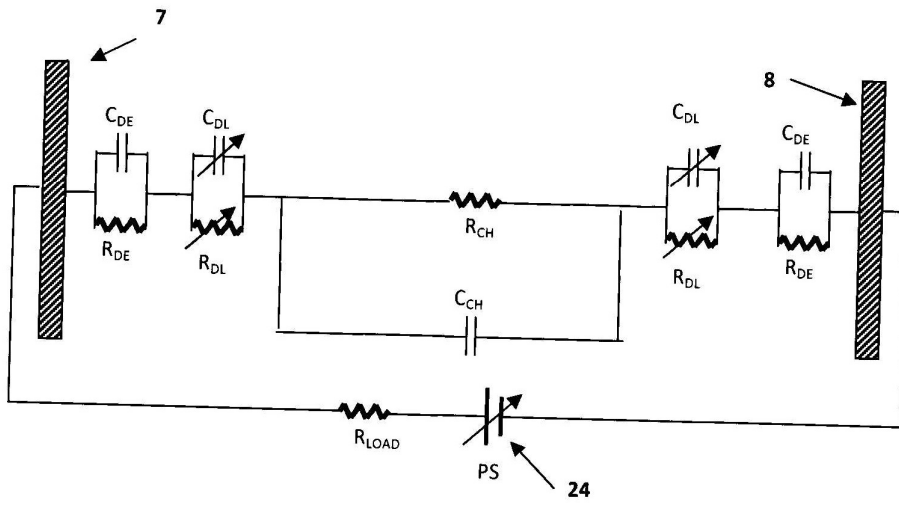 7
8
C_DE
C_DL
C_DL
C_DE
R_DE
R_DL
R_CH
R_DL
R_DE
C_CH
R_LOAD
PS
24